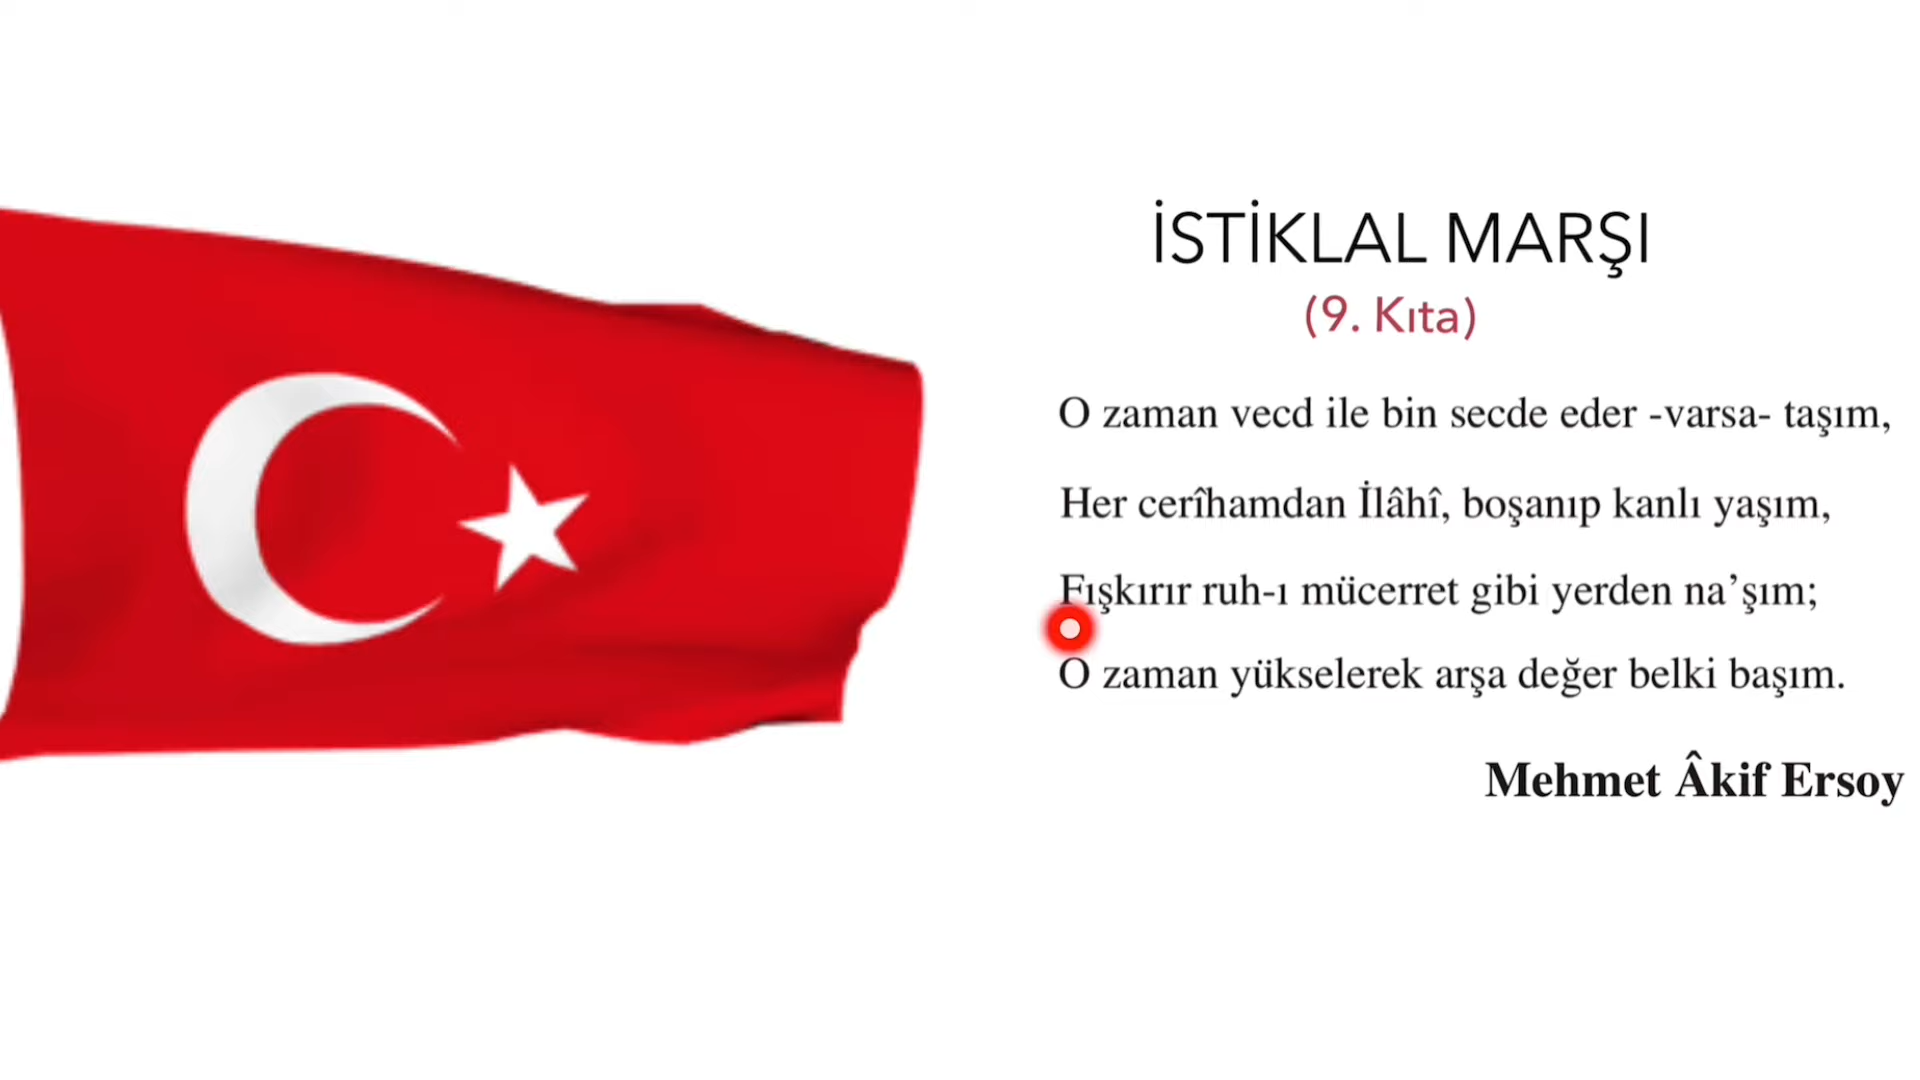 İSTİKLAL MARŞI
(9. Kıta)
O zaman vecd ile bin secde eder -varsa- taşım,
Her cerîhamdan İlâhî, boşanıp kanlı yaşım,
Fışkırır ruh-ı mücerret gibi yerden na’şım;
O zaman yükselerek arşa değer belki başım.
Mehmet Âkif Ersoy